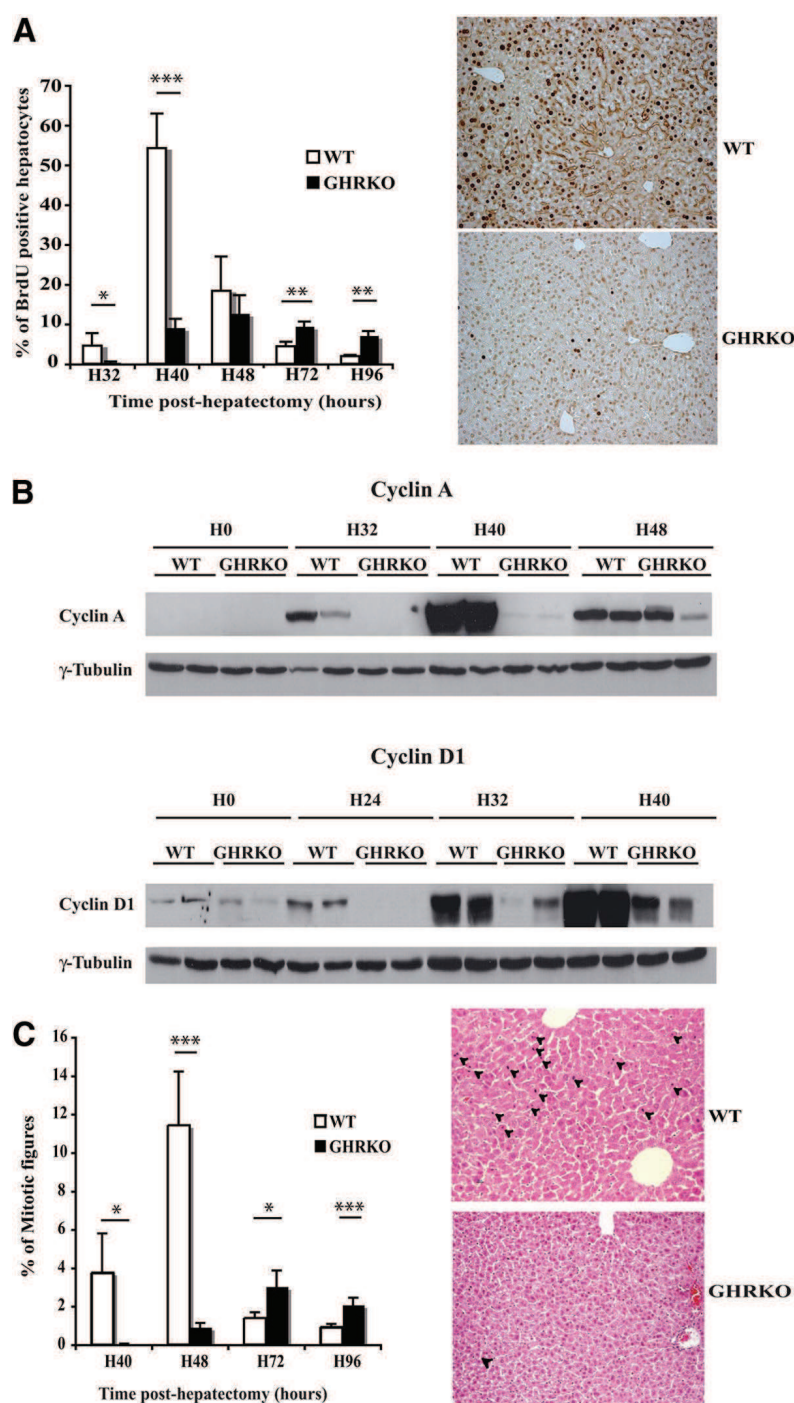 A
***
70
60
50
40
30
20
10
0
% of BrdU positive hepatocytes
WT
GHRKO
*
**
**
H32 H40 H48 H72 H96
Time post-hepatectomy (hours)
WT
GHRKO
B
Cyclin A
H0 H32 H40 H48
WT GHRKO WT GHRKO WT GHRKO WT GHRKO
Cyclin A
γ-Tubulin
Cyclin D1
H0 H24 H32 H40
WT GHRKO WT GHRKO WT GHRKO WT GHRKO
Cyclin D1
γ-Tubulin
C
16
14
12
10
8
6
4
2
0
% of Mitotic figures
***
WT
GHRKO
*
*
***
H40 H48 H72 H96
Time post-hepatectomy (hours)
WT
GHRKO